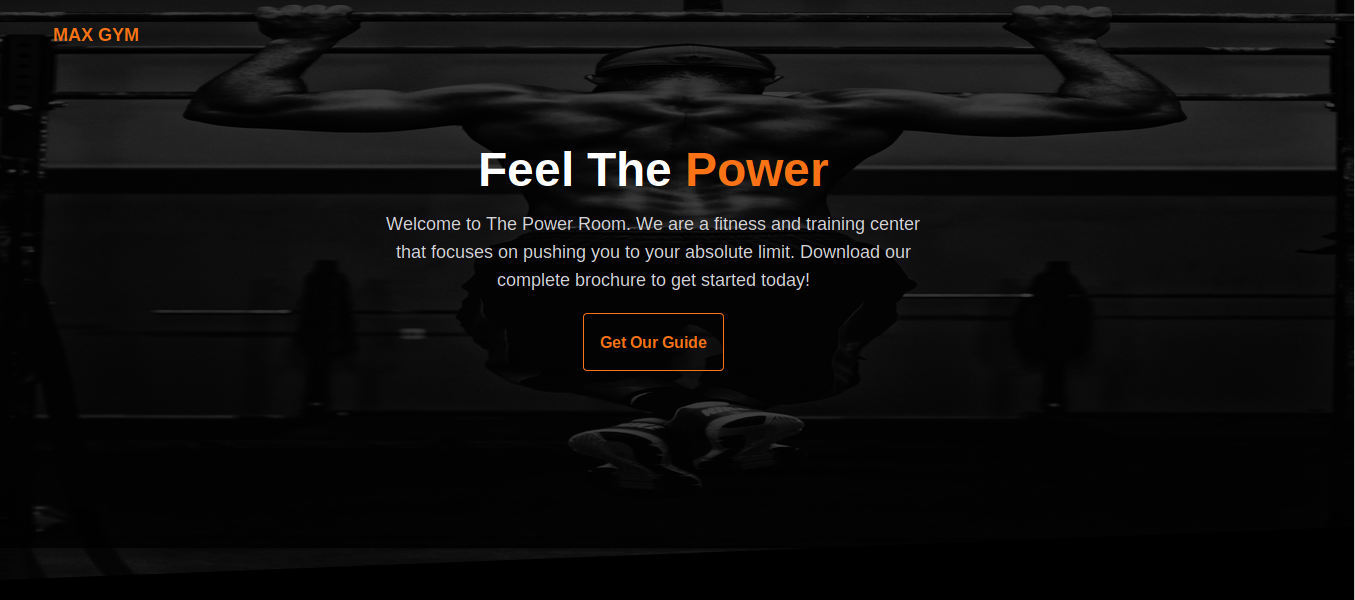 MAX GYM
Feel The Power
Welcome to The Power Room. We are a fitness and training center
that focuses on pushing you to your absolute limit. Download our
complete brochure to get started today!
Get Our Guide